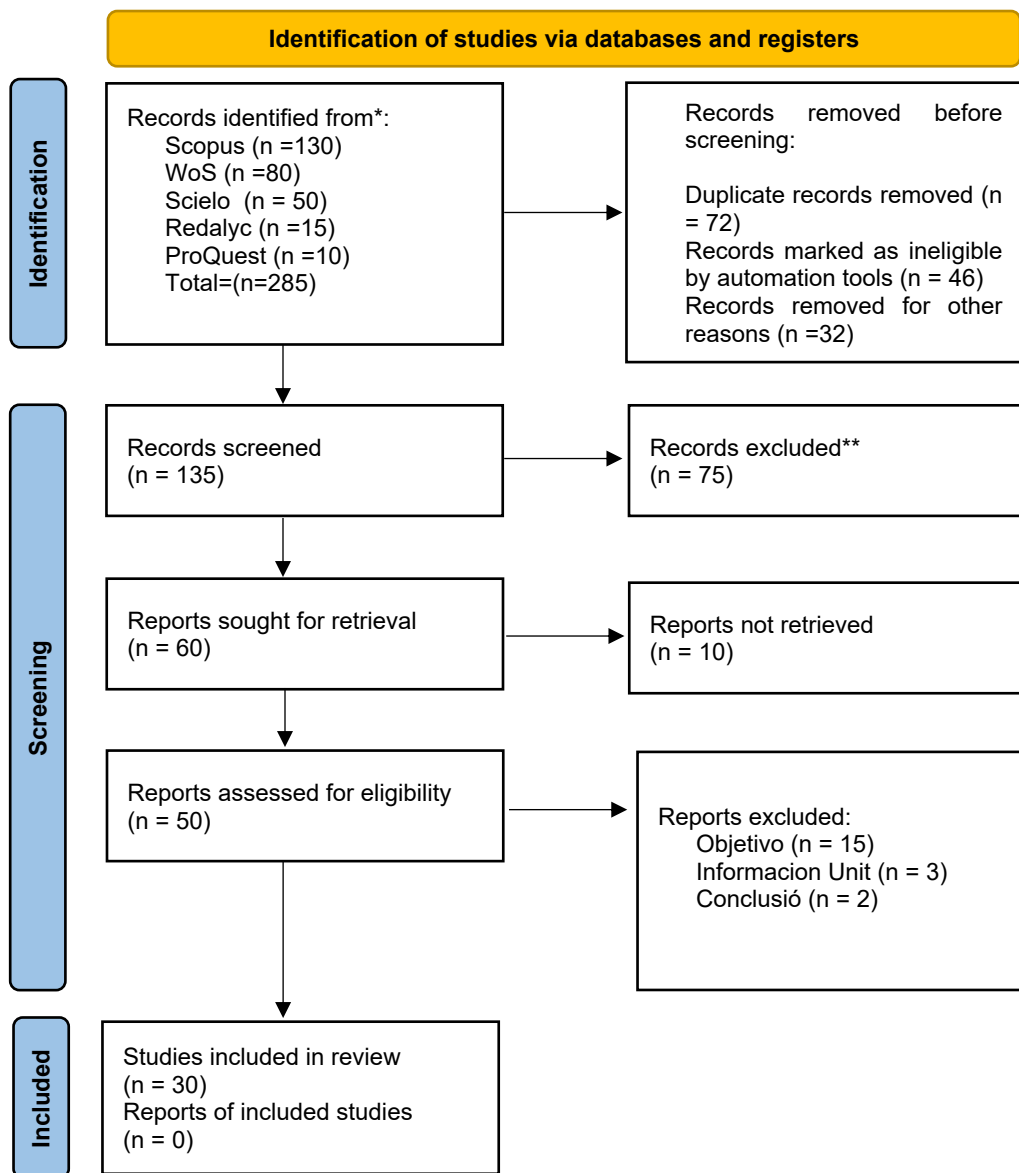 Identification of studies via databases and registers
Identification
Records identified from*:
Scopus (n =130)
WoS (n =80)
Scielo (n = 50)
Redalyc (n =15)
ProQuest (n =10)
Total=(n=285)
Records removed before
screening:
Duplicate records removed (n
= 72)
Records marked as ineligible
by automation tools (n = 46)
Records removed for other
reasons (n =32)
Screening
Records screened
(n = 135)
Records excluded**
(n = 75)
Reports sought for retrieval
(n = 60)
Reports not retrieved
(n = 10)
Reports assessed for eligibility
(n = 50)
Reports excluded:
Objetivo (n = 15)
Informacion Unit (n = 3)
Conclusió (n = 2)
Included
Studies included in review
(n = 30)
Reports of included studies
(n = 0)